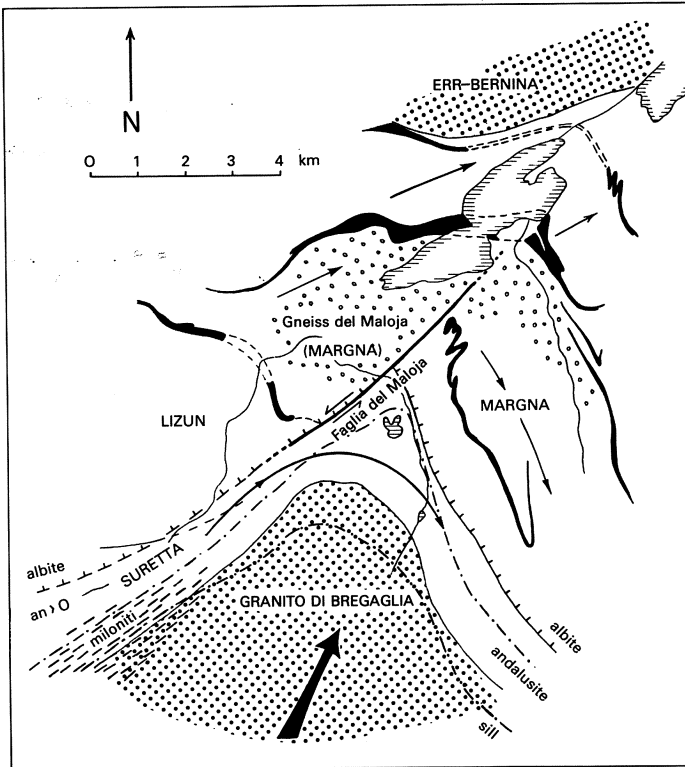 ERR–BERNINA
N
0 1 2 3 4 km
Gneiss del Maloja
(MARGNA)
Faglia del Maloja
MARGNA
LIZUN
albite
SURETTA
an › O
miloniti
GRANITO DI BREGAGLIA
albite
andalusite
sill